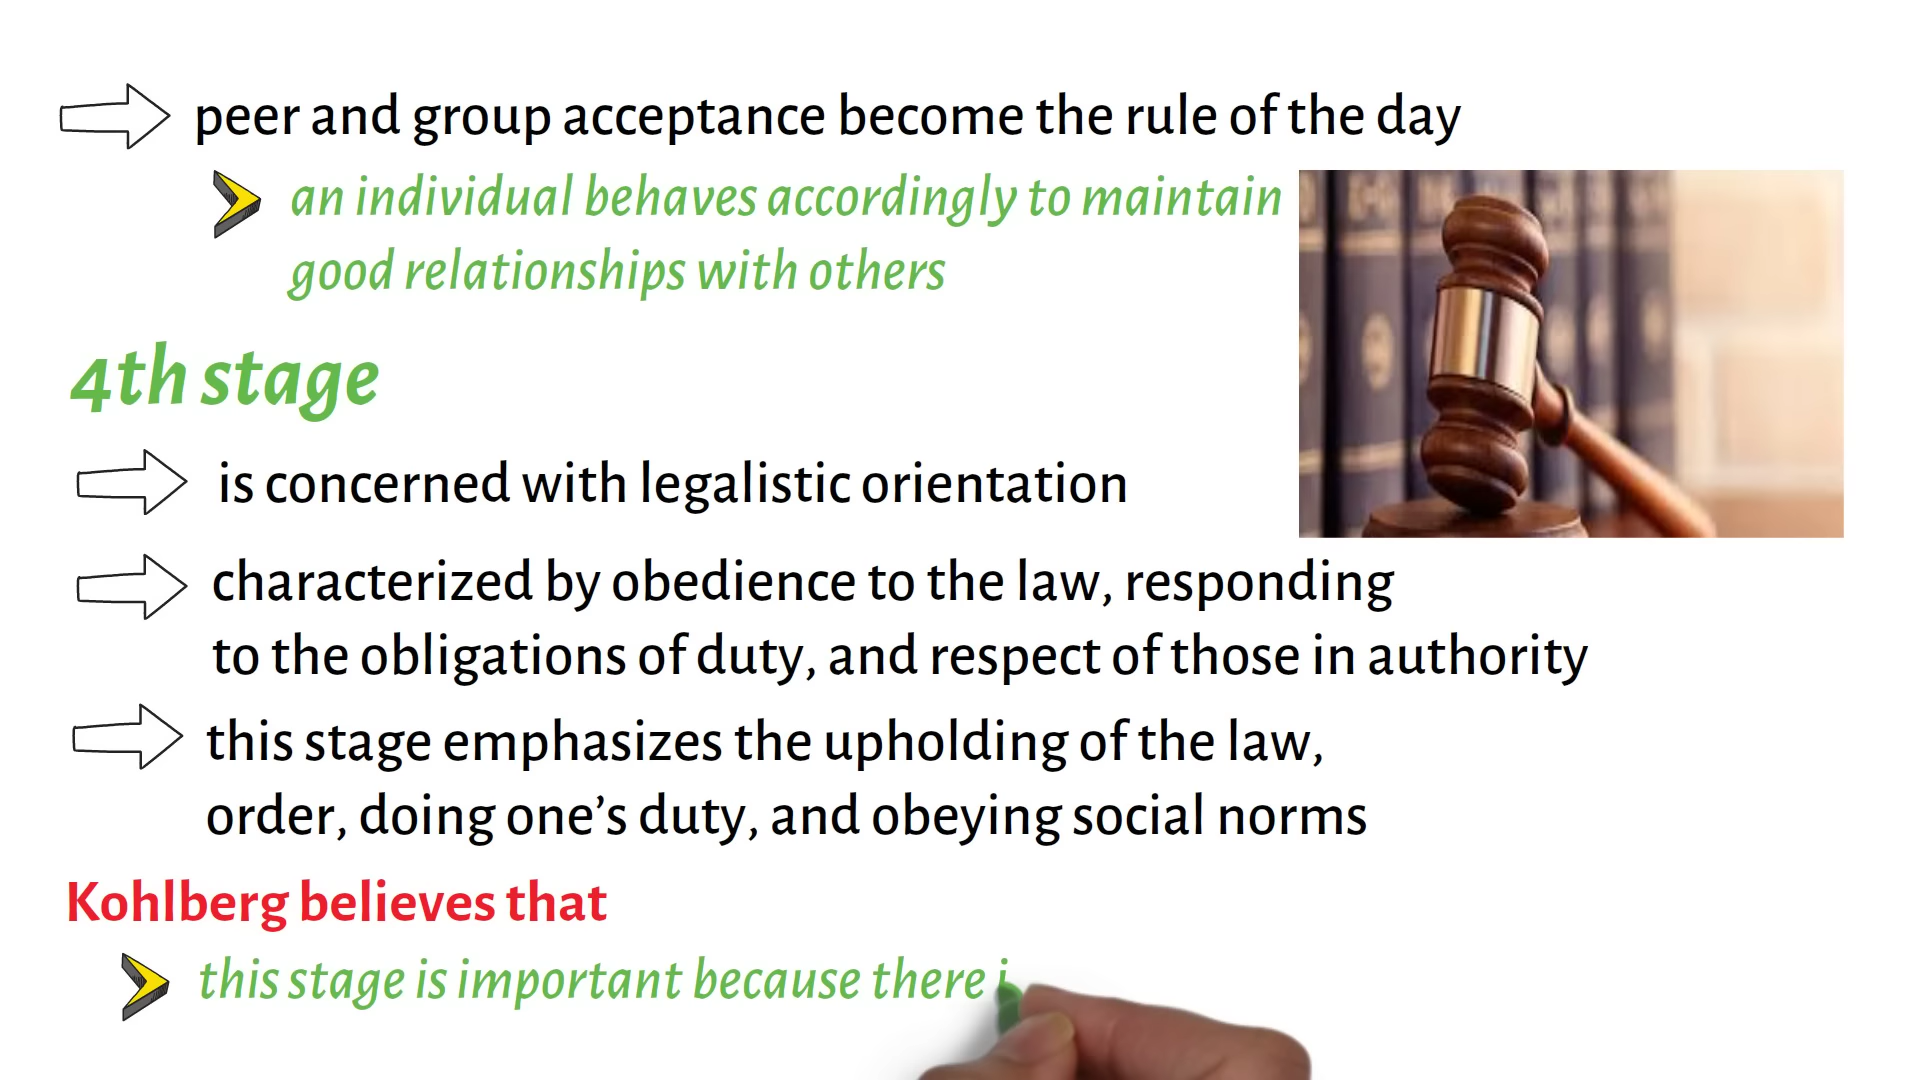 peer and group acceptance become the rule of the day
an individual behaves accordingly to maintain
good relationships with others
4th stage
is concerned with legalistic orientation
characterized by obedience to the law, responding
to the obligations of duty, and respect of those in authority
this stage emphasizes the upholding of the law,
order, doing one’s duty, and obeying social norms
Kohlberg believes that
this stage is important because there